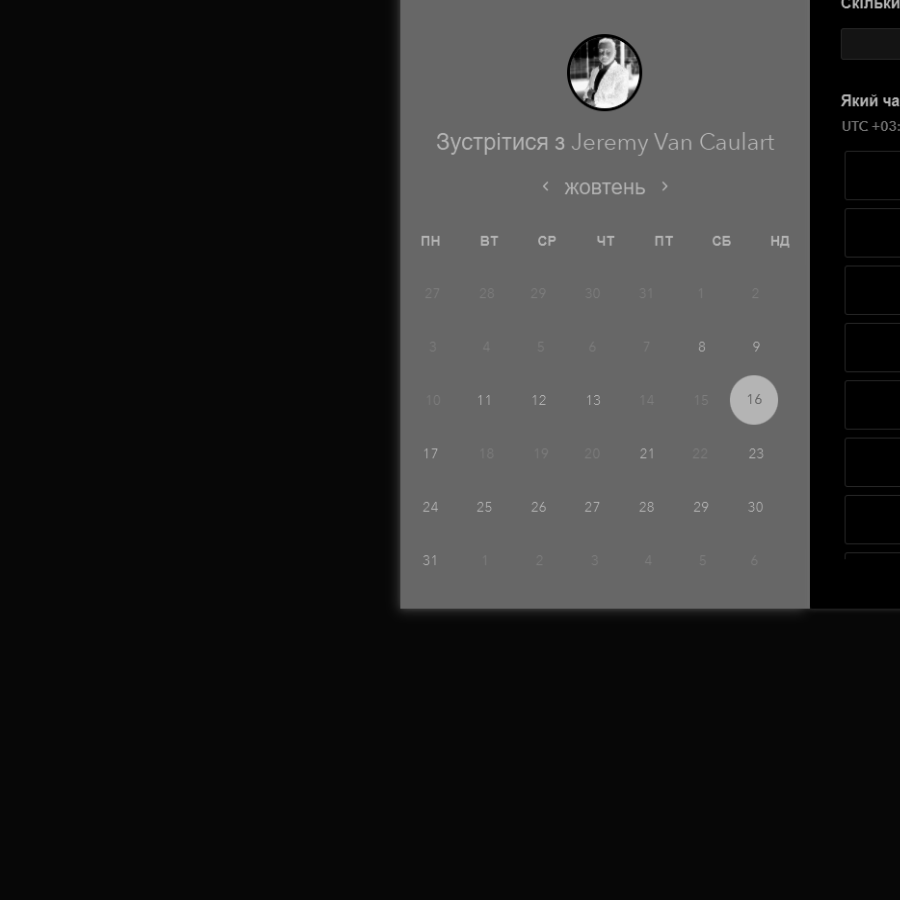 Скільки
Зустрітися з Jeremy Van Caulart
жовтень
ПН ВТ СР ЧТ ПТ СБ НД
27 28 29 30 31 1 2
3 4 5 6 7 8 9
10 11 12 13 14 15 16
17 18 19 20 21 22 23
24 25 26 27 28 29 30
31 1 2 3 4 5 6
Який ча
UTC +03: